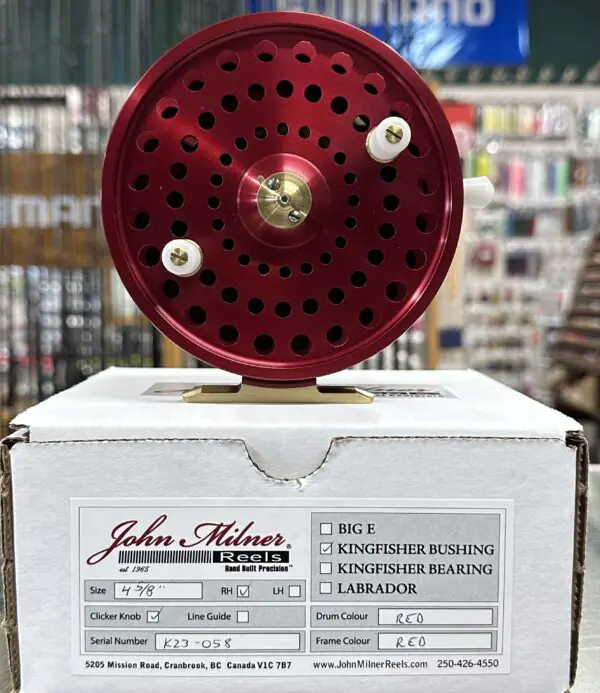 SHIMANO
John Milner®
Reels
est 1965
Hand Built Precision™
Size 4 3/8" RH ☑ LH ☐
Clicker Knob ☑ Line Guide ☐
Serial Number K23-058
☐ BIG E
☑ KINGFISHER BUSHING
☐ KINGFISHER BEARING
☐ LABRADOR
Drum Colour RED
Frame Colour RED
5205 Mission Road, Cranbrook, BC Canada V1C 7B7 www.JohnMilnerReels.com 250-426-4550